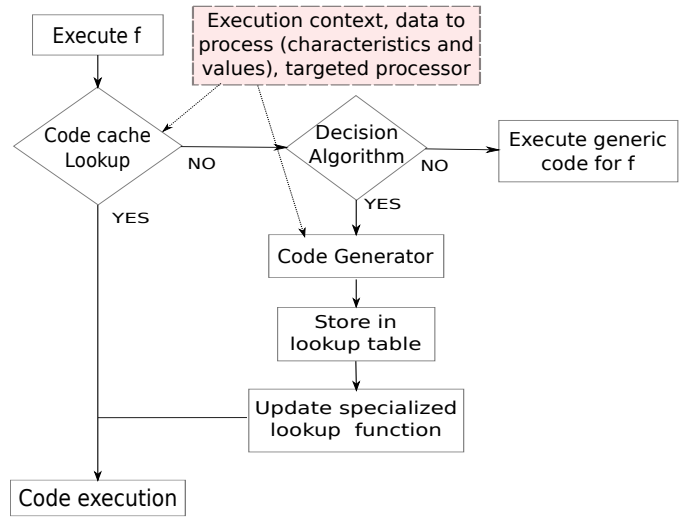 Execute f
Execution context, data to
process (characteristics and
values), targeted processor
Code cache
Lookup
NO
YES
Decision
Algorithm
NO
YES
Execute generic
code for f
Code Generator
Store in
lookup table
Update specialized
lookup function
Code execution